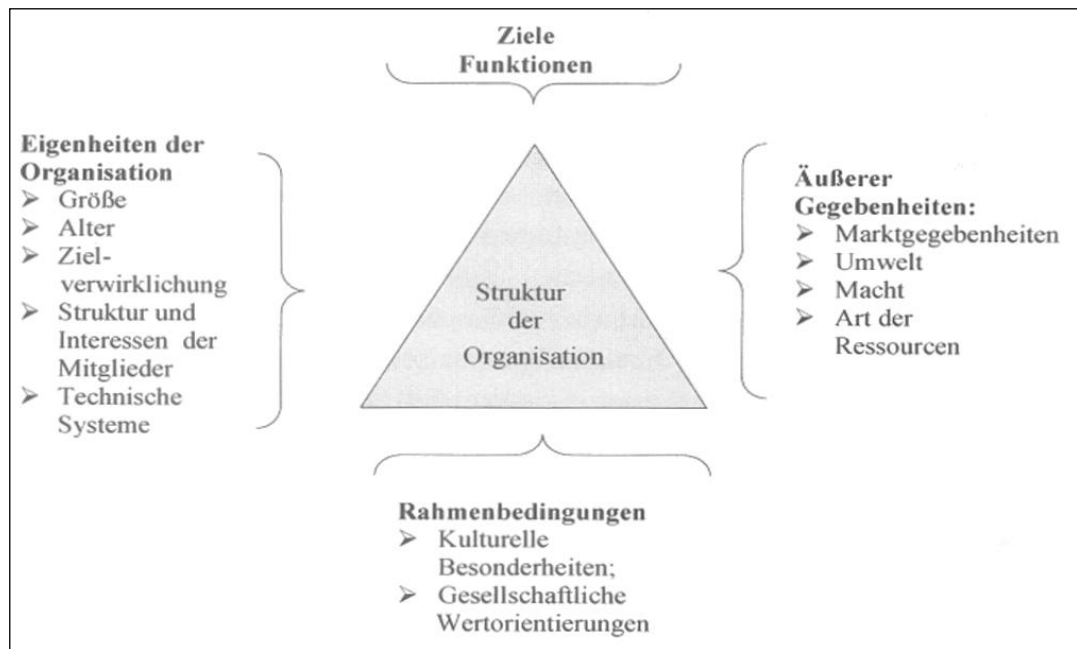 Ziele
Funktionen
Eigenheiten der
Organisation
➢ Größe
➢ Alter
➢ Ziel-
verwirklichung
➢ Struktur und
Interessen der
Mitglieder
➢ Technische
Systeme
Struktur
der
Organisation
Äußerer
Gegebenheiten:
➢ Marktgegebenheiten
➢ Umwelt
➢ Macht
➢ Art der
Ressourcen
Rahmenbedingungen
➢ Kulturelle
Besonderheiten;
➢ Gesellschaftliche
Wertorientierungen